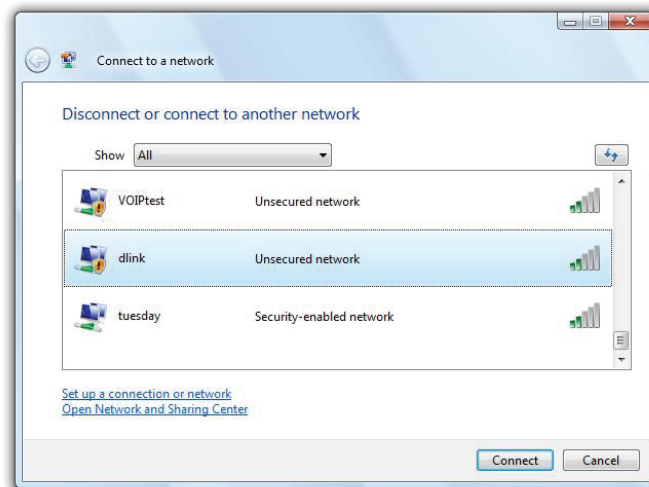 Connect to a network
Disconnect or connect to another network
Show All
VOIPtest Unsecured network
dlink Unsecured network
tuesday Security-enabled network
Set up a connection or network
Open Network and Sharing Center
Connect Cancel